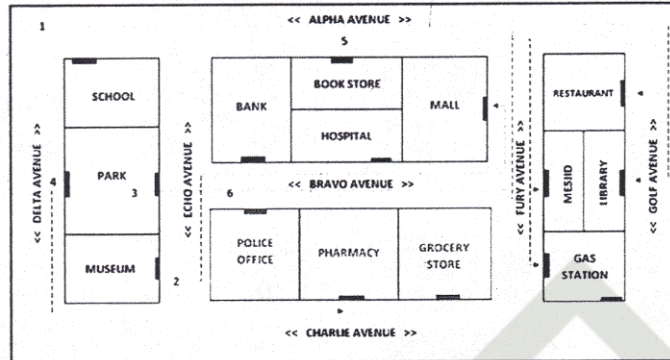 1
<< ALPHA AVENUE >>
5
SCHOOL
BANK
BOOK STORE
MALL
HOSPITAL
RESTAURANT
<< DELTA AVENUE >>
4
PARK
3
<< ECHO AVENUE >>
6
<< BRAVO AVENUE >>
<< FURY AVENUE >>
MESJID
LIBRARY
<< GOLF AVENUE >>
MUSEUM
2
POLICE
OFFICE
PHARMACY
GROCERY
STORE
GAS
STATION
<< CHARLIE AVENUE >>